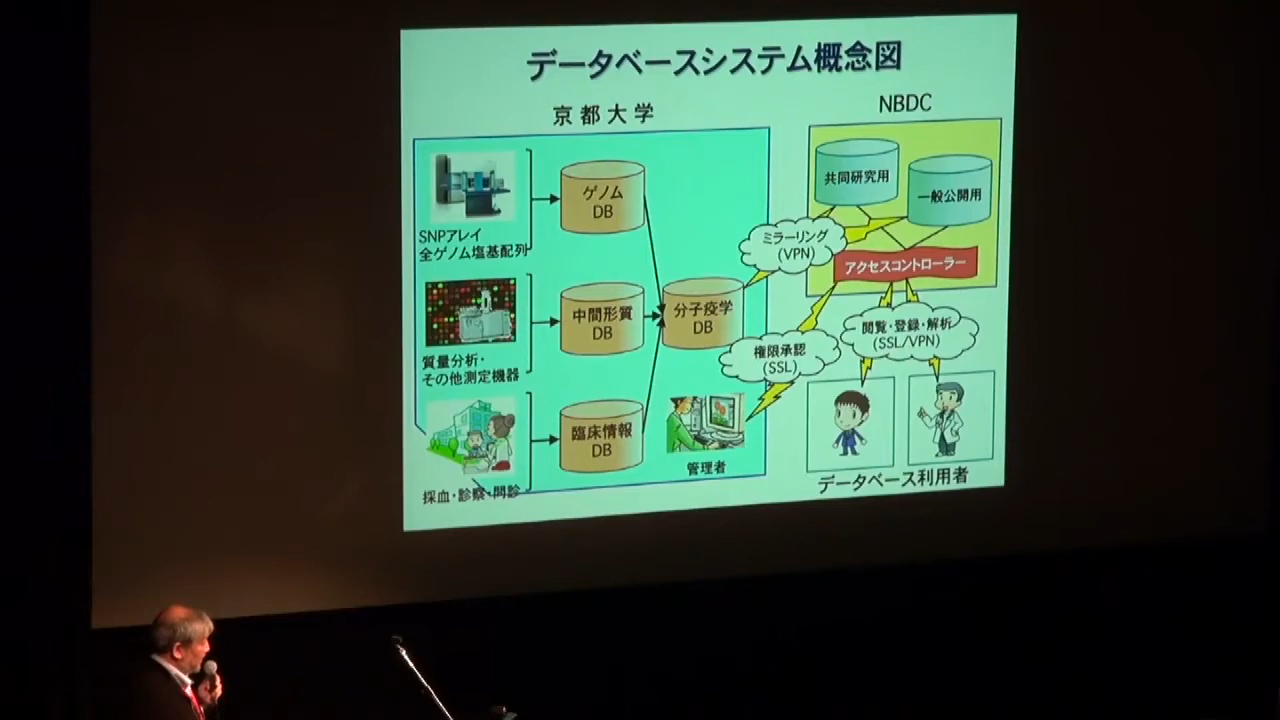 データベースシステム概念図
京都大学
NBDC
SNPアレイ
全ゲノム塩基配列
ゲノム
DB
質量分析・
その他測定機器
中間形質
DB
採血・診察・問診
臨床情報
DB
分子疫学
DB
管理者
ミラーリング
(VPN)
権限承認
(SSL)
共同研究用
一般公開用
アクセスコントローラー
閲覧・登録・解析
(SSL/VPN)
データベース利用者